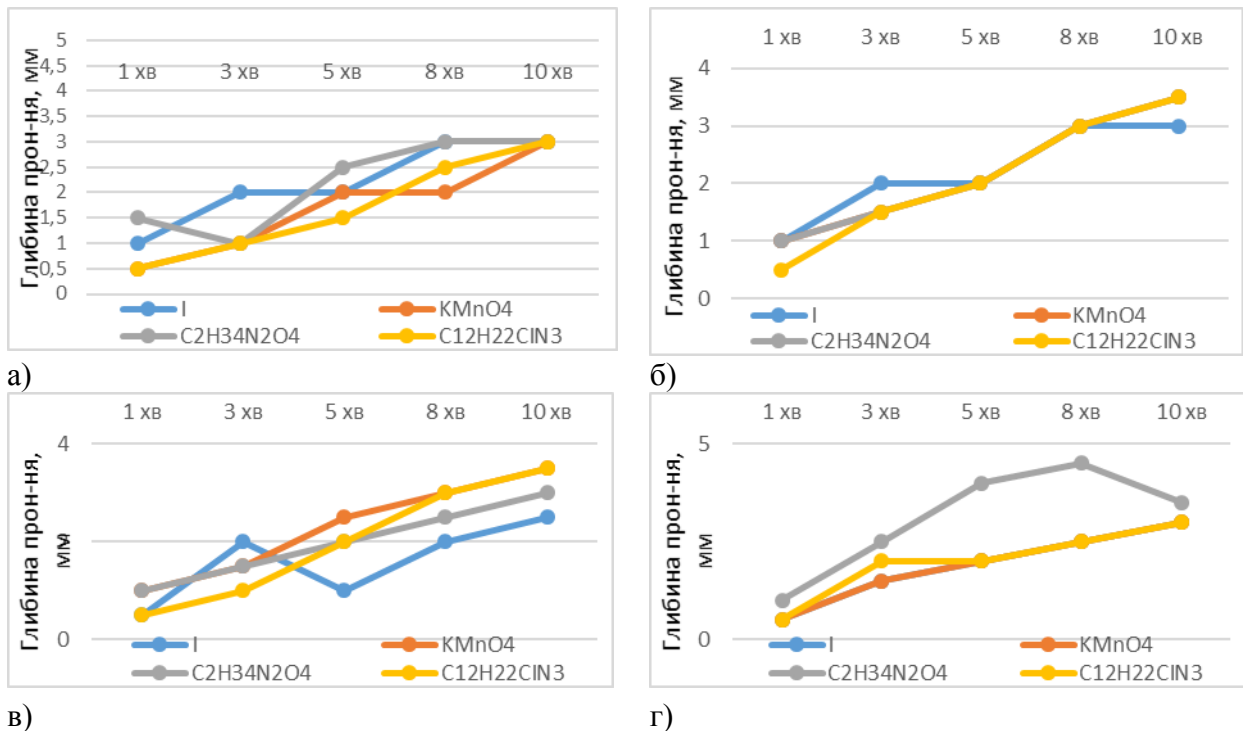 5
4,5
4
3,5
3
2,5
2
1,5
1
0,5
0
1 хв 3 хв 5 хв 8 хв 10 хв
Глибина прон-ня, мм
I KMnO4
C2H34N2O4 C12H22ClN3
а)
1 хв 3 хв 5 хв 8 хв 10 хв
4
3
2
1
0
Глибина прон-ня, мм
I KMnO4
C2H34N2O4 C12H22ClN3
б)
1 хв 3 хв 5 хв 8 хв 10 хв
4
0
Глибина прон-ня,
мм
I KMnO4
C2H34N2O4 C12H22ClN3
в)
1 хв 3 хв 5 хв 8 хв 10 хв
5
0
Глибина прон-ня,
мм
I KMnO4
C2H34N2O4 C12H22ClN3
г)